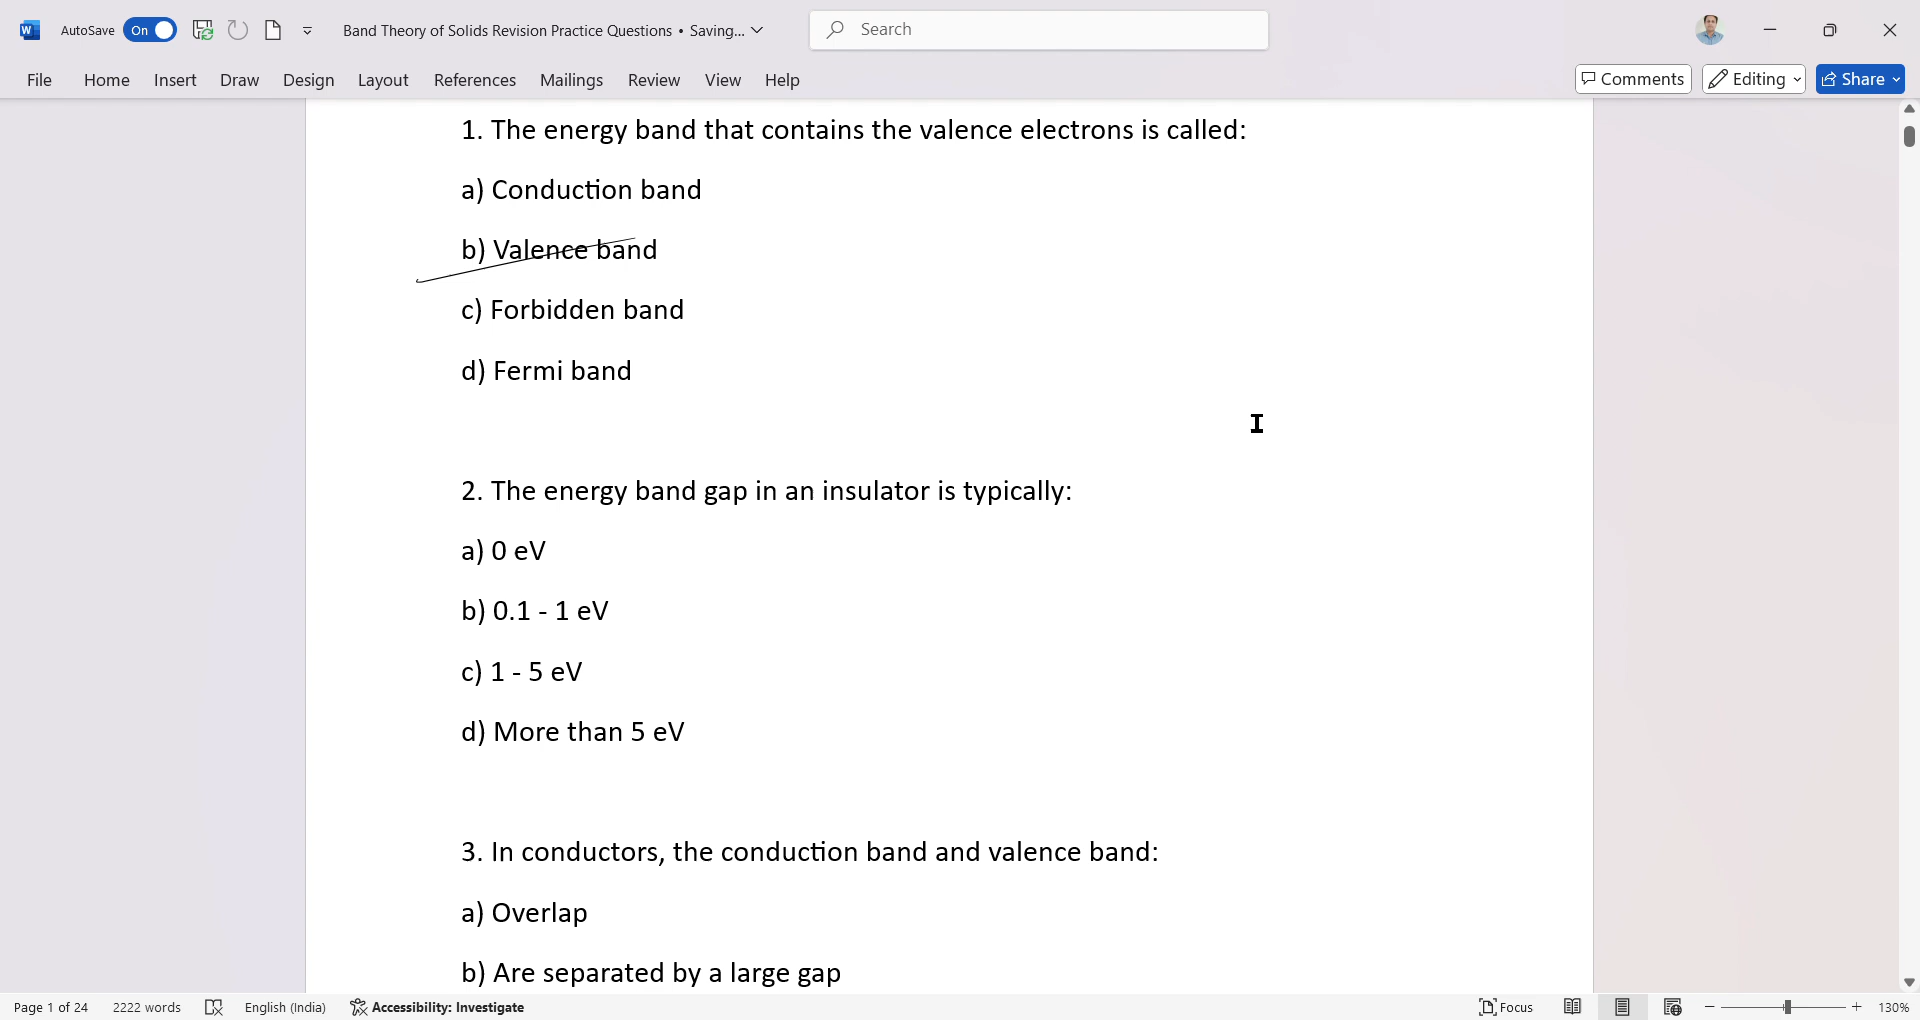 AutoSave On Band Theory of Solids Revision Practice Questions • Saving... Search
File Home Insert Draw Design Layout References Mailings Review View Help Comments Editing Share
1. The energy band that contains the valence electrons is called:
a) Conduction band
b) Valence band
c) Forbidden band
d) Fermi band
2. The energy band gap in an insulator is typically:
a) 0 eV
b) 0.1 - 1 eV
c) 1 - 5 eV
d) More than 5 eV
3. In conductors, the conduction band and valence band:
a) Overlap
b) Are separated by a large gap
Page 1 of 24 2222 words English (India) Accessibility: Investigate Focus 130%